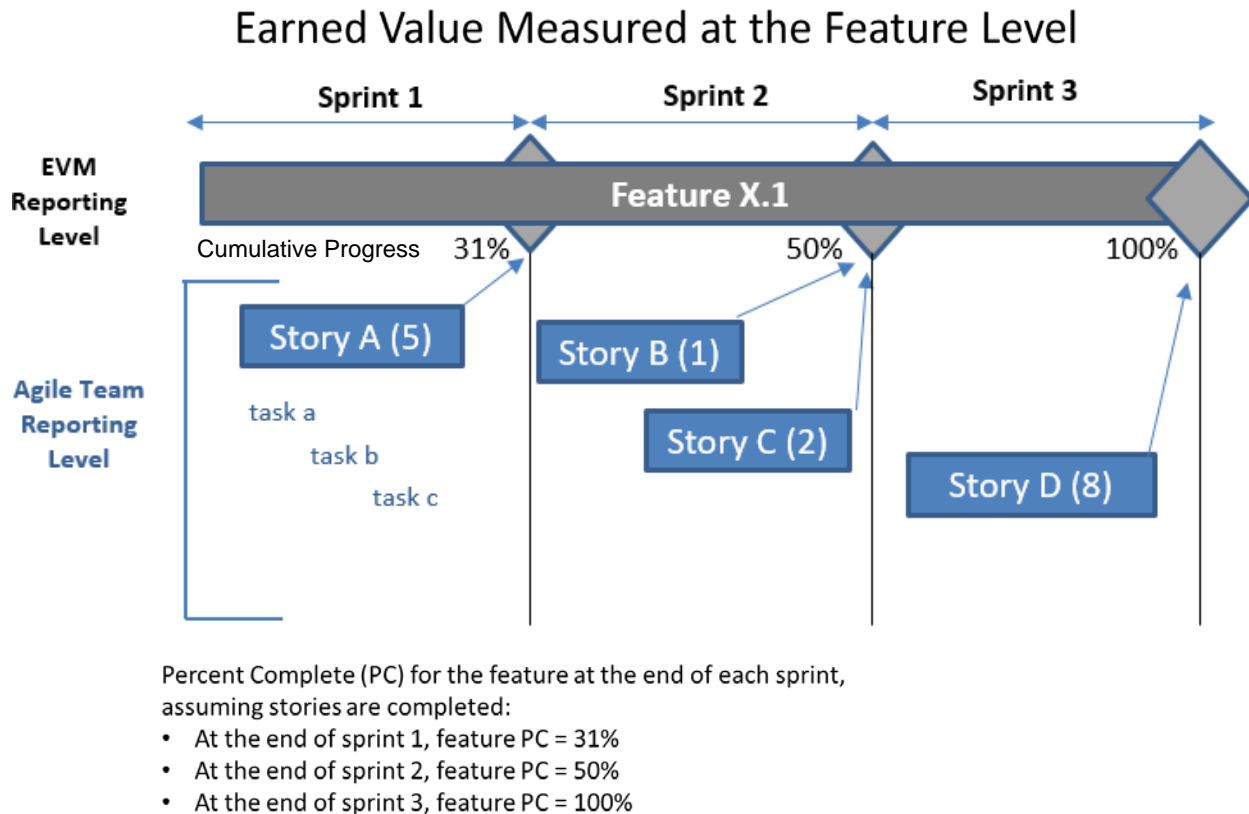 Earned Value Measured at the Feature Level
Sprint 1
Sprint 2
Sprint 3
EVM
Reporting
Level
Feature X.1
Cumulative Progress
31%
50%
100%
Agile Team
Reporting
Level
Story A (5)
task a
task b
task c
Story B (1)
Story C (2)
Story D (8)
Percent Complete (PC) for the feature at the end of each sprint,
assuming stories are completed:
• At the end of sprint 1, feature PC = 31%
• At the end of sprint 2, feature PC = 50%
• At the end of sprint 3, feature PC = 100%